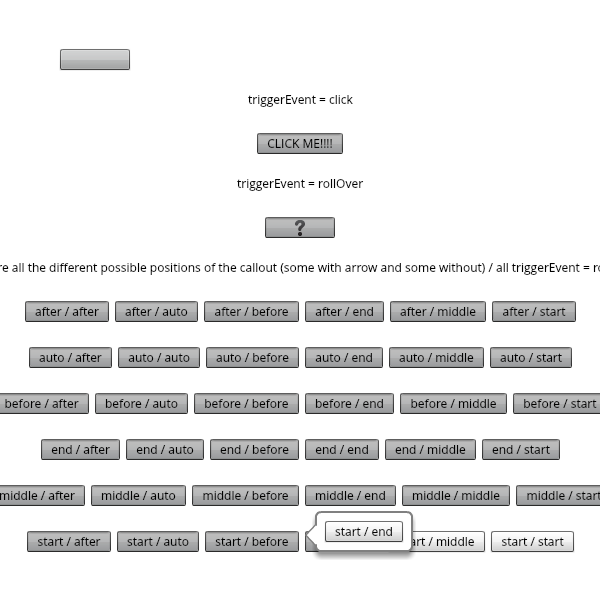 triggerEvent = click
CLICK ME!!!!
triggerEvent = rollOver
?
all the different possible positions of the callout (some with arrow and some without) / all triggerEvent =
after / after after / auto after / before after / end after / middle after / start
auto / after auto / auto auto / before auto / end auto / middle auto / start
before / after before / auto before / before before / end before / middle before / start
end / after end / auto end / before end / end end / middle end / start
middle / after middle / auto middle / before middle / end middle / middle middle / start
start / after start / auto start / before start / end / middle start / start